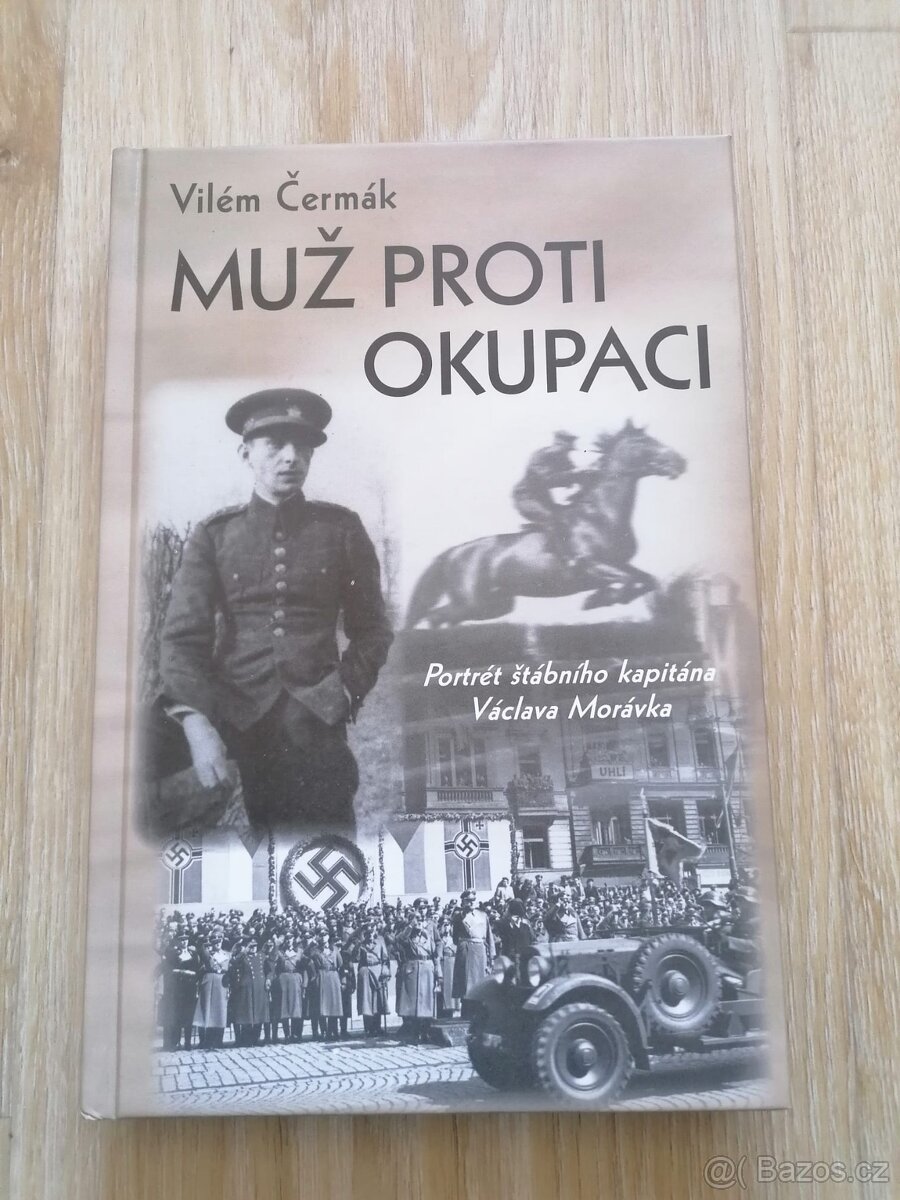 Vilém Čermák
MUŽ PROTI
OKUPACI
Portrét štábního kapitána
Václava Morávka
UHLÍ
@( Bazos.cz